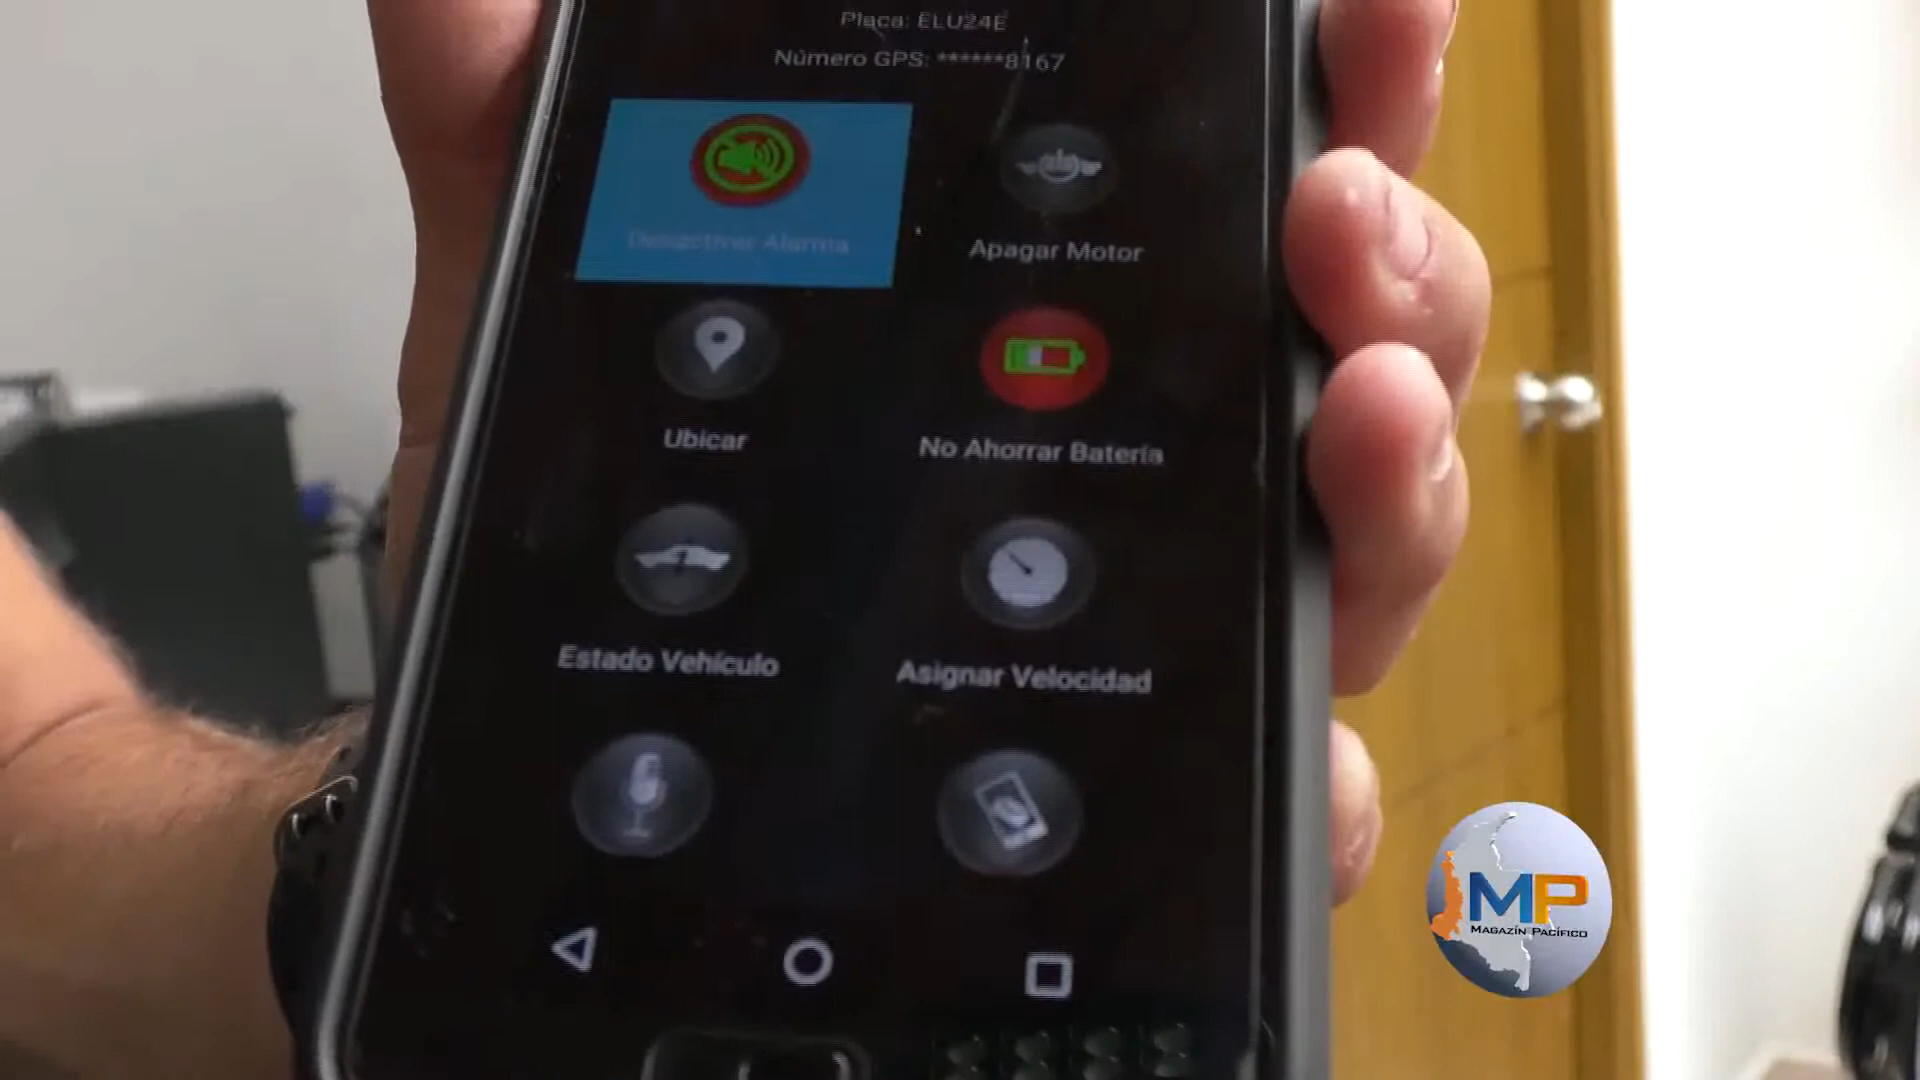 Placa: ELU24E
Número GPS: ******8167
Desactivar Alarma
Apagar Motor
Ubicar
No Ahorrar Batería
Estado Vehículo
Asignar Velocidad
MP
MAGAZÍN PACÍFICO